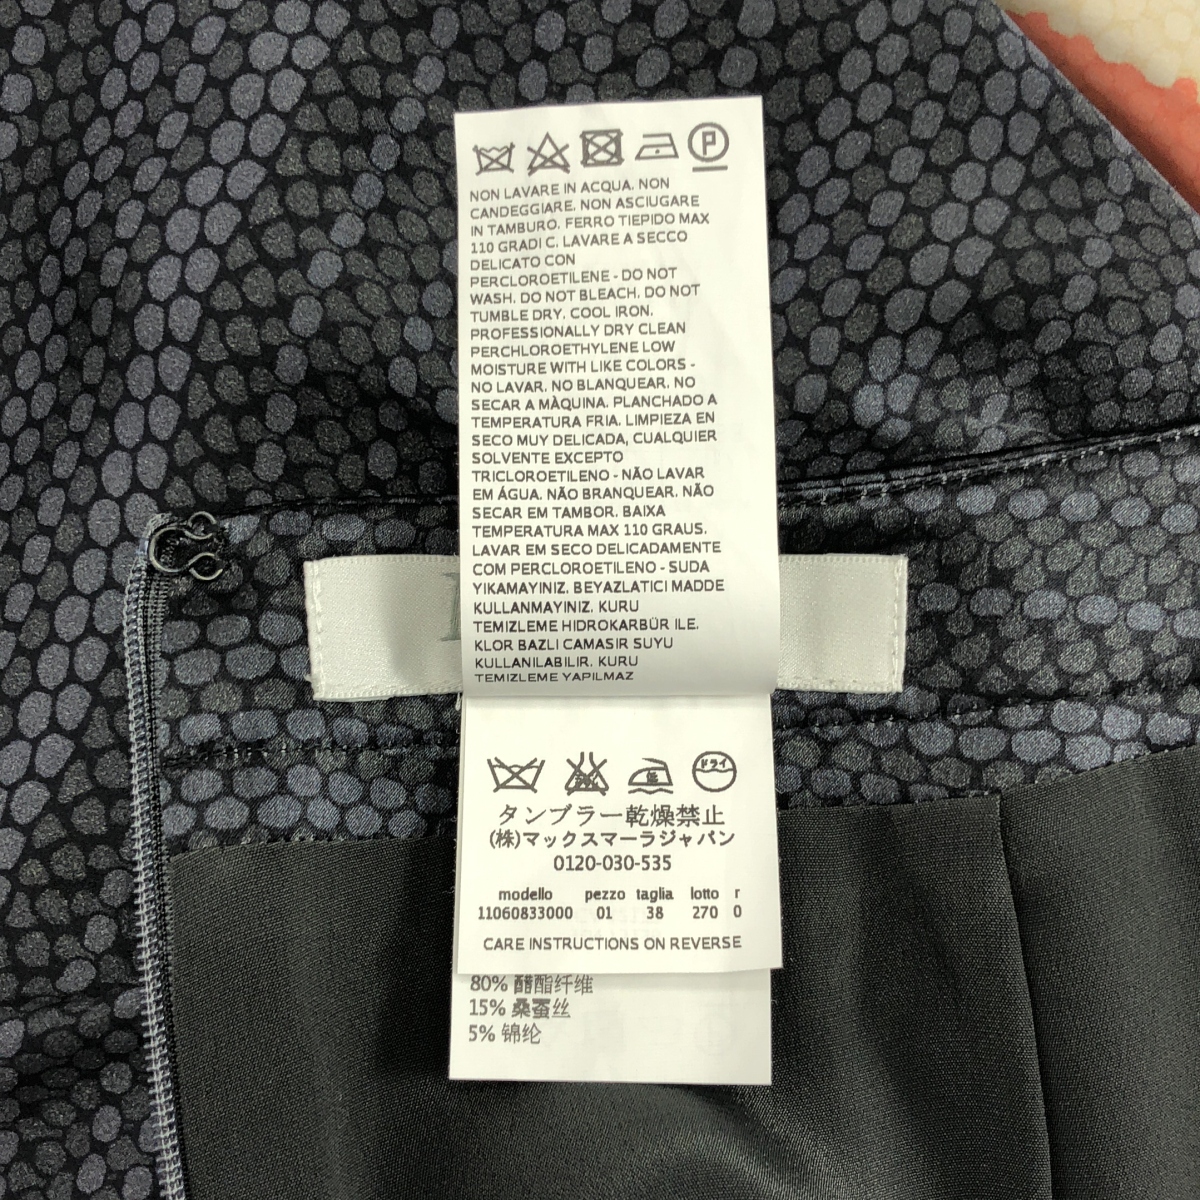 P
NON LAVARE IN ACQUA. NON
CANDEGGIARE. NON ASCIUGARE
IN TAMBURO. FERRO TIEPIDO MAX
110 GRADI C. LAVARE A SECCO
DELICATO CON
PERCLOROETILENE - DO NOT
WASH. DO NOT BLEACH. DO NOT
TUMBLE DRY. COOL IRON.
PROFESSIONALLY DRY CLEAN
PERCHLOROETHYLENE LOW
MOISTURE WITH LIKE COLORS -
NO LAVAR. NO BLANQUEAR. NO
SECAR A MÀQUINA. PLANCHADO A
TEMPERATURA FRIA. LIMPIEZA EN
SECO MUY DELICADA, CUALQUIER
SOLVENTE EXCEPTO
TRICLOROETILENO - NÃO LAVAR
EM ÁGUA. NÃO BRANQUEAR. NÃO
SECAR EM TAMBOR. BAIXA
TEMPERATURA MAX 110 GRAUS.
LAVAR EM SECO DELICADAMENTE
COM PERCLOROETILENO - SUDA
YIKAMAYINIZ. BEYAZLATICI MADDE
KULLANMAYINIZ. KURU
TEMIZLEME HIDROKARBÜR ILE.
KLOR BAZLI CAMASIR SUYU
KULLANILABILIR. KURU
TEMIZLEME YAPILMAZ
低 ドライ
タンブラー乾燥禁止
(株)マックスマーラジャパン
0120-030-535
modello pezzo taglia lotto r
11060833000 01 38 270 0
CARE INSTRUCTIONS ON REVERSE
80% 醋酯纤维
15% 桑蚕丝
5% 锦纶